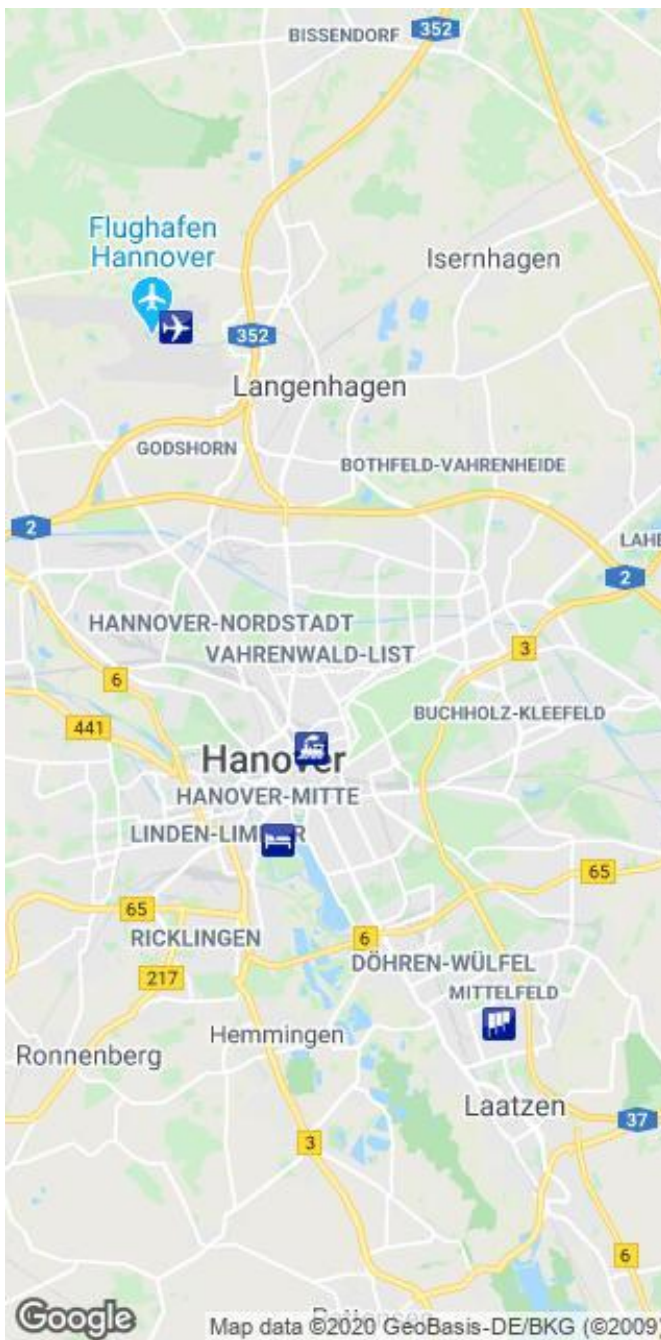 BISSENDORF
352
Flughafen
Hannover
Isernhagen
352
Langenhagen
GODSHORN
BOTHFELD-VAHRENHEIDE
2
LAHE
2
HANNOVER-NORDSTADT
VAHRENWALD-LIST
3
6
BUCHHOLZ-KLEEFELD
441
Hanover
HANOVER-MITTE
65
65
RICKLINGEN
6
DÖHREN-WÜLFEL
217
MITTELFELD
Hemmingen
Ronnenberg
Laatzen
37
3
6
Google
Map data ©2020 GeoBasis-DE/BKG (©2009)